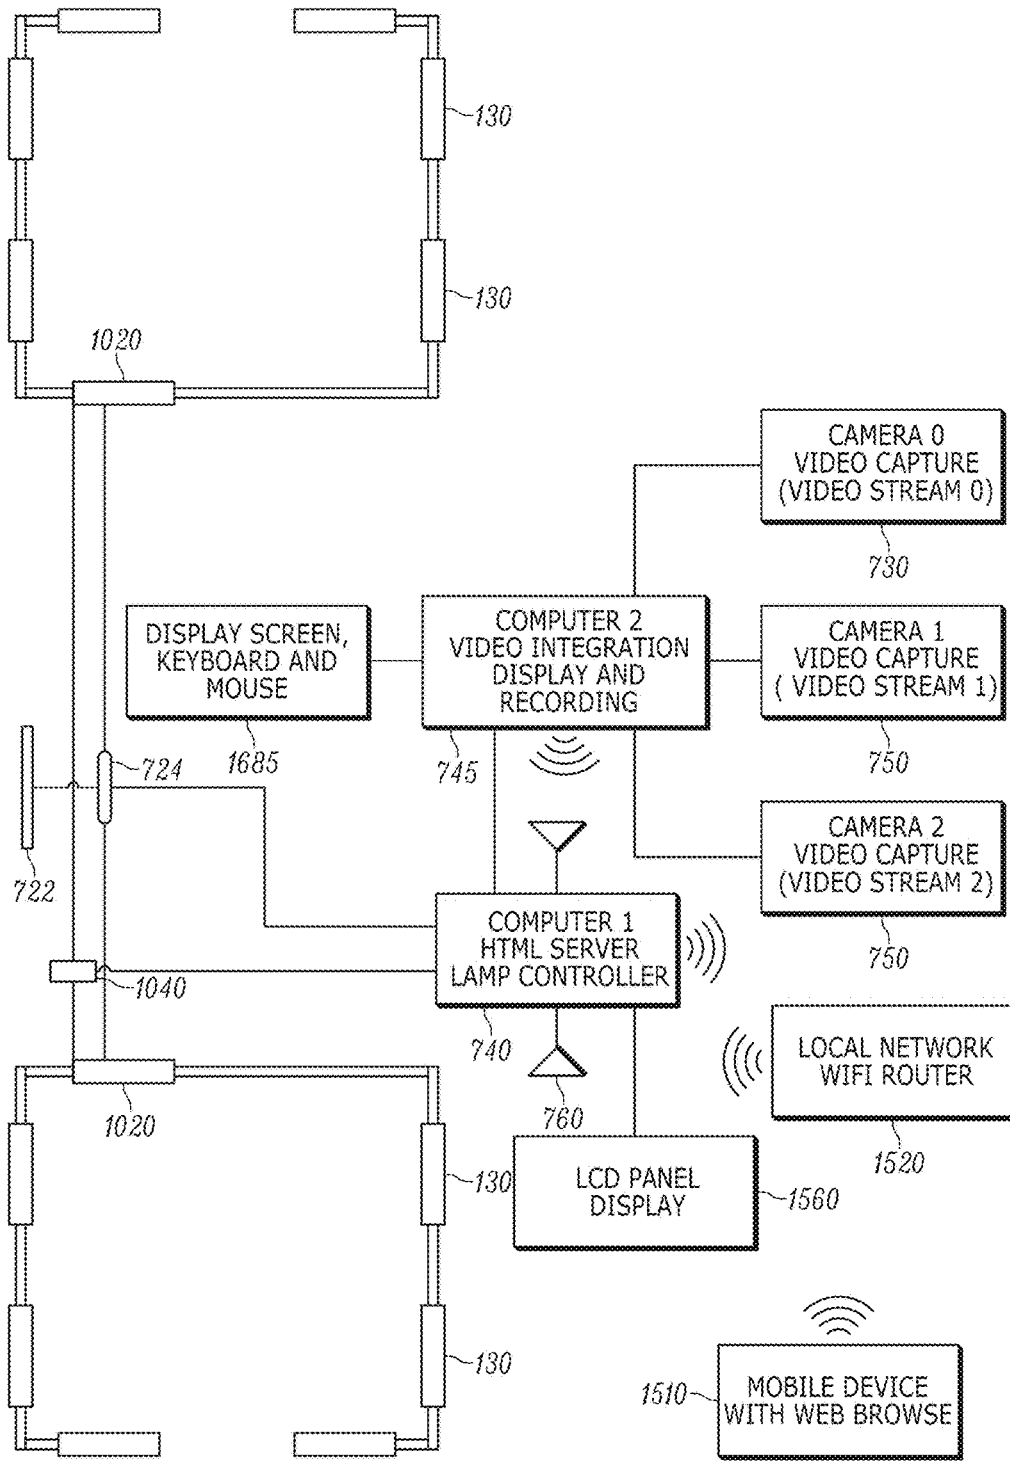 130
130
1020
CAMERA 0
VIDEO CAPTURE
(VIDEO STREAM 0)
730
DISPLAY SCREEN,
KEYBOARD AND
MOUSE
1685
COMPUTER 2
VIDEO INTEGRATION
DISPLAY AND
RECORDING
745
CAMERA 1
VIDEO CAPTURE
( VIDEO STREAM 1)
750
724
722
CAMERA 2
VIDEO CAPTURE
(VIDEO STREAM 2)
750
COMPUTER 1
HTML SERVER
LAMP CONTROLLER
740
1040
760
LOCAL NETWORK
WIFI ROUTER
1520
1020
130
LCD PANEL
DISPLAY
1560
130
1510
MOBILE DEVICE
WITH WEB BROWSE